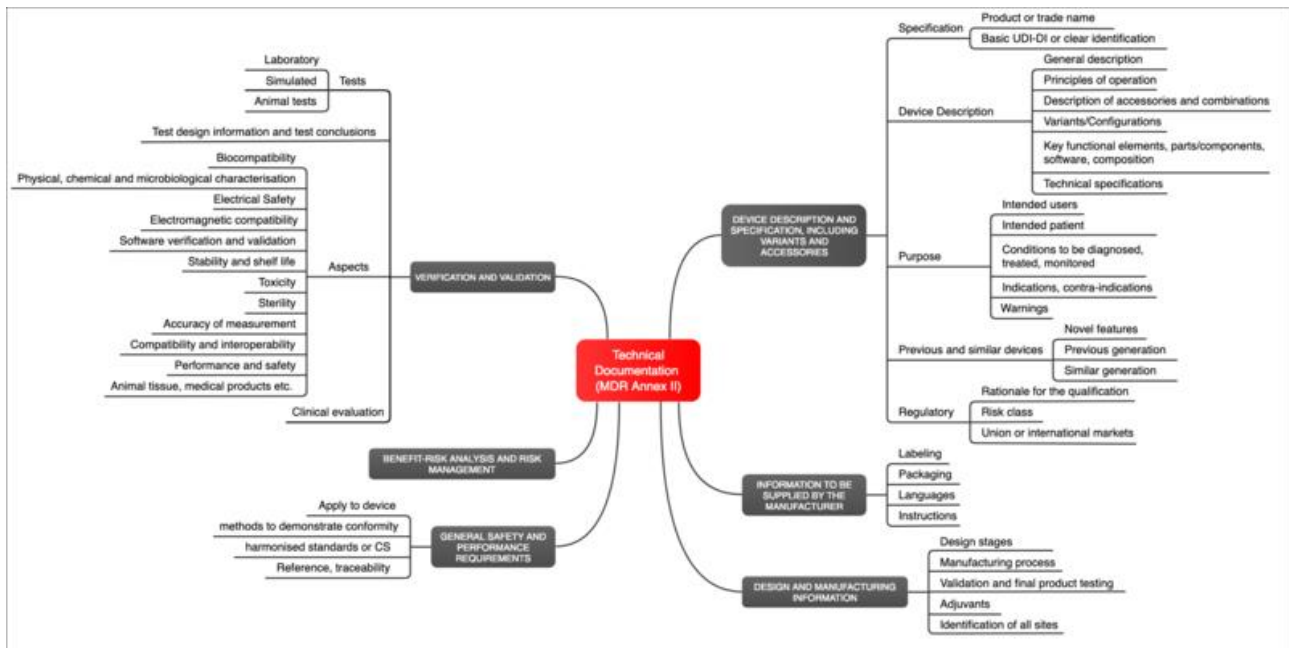 Technical
Documentation
(MDR Annex II)
DEVICE DESCRIPTION AND
SPECIFICATION, INCLUDING
VARIANTS AND
ACCESSORIES
Specification
Product or trade name
Basic UDI-DI or clear identification
Device Description
General description
Principles of operation
Description of accessories and combinations
Variants/Configurations
Key functional elements, parts/components,
software, composition
Technical specifications
Purpose
Intended users
Intended patient
Conditions to be diagnosed,
treated, monitored
Indications, contra-indications
Warnings
Previous and similar devices
Novel features
Previous generation
Similar generation
Regulatory
Rationale for the qualification
Risk class
Union or international markets
INFORMATION TO BE
SUPPLIED BY THE
MANUFACTURER
Labeling
Packaging
Languages
Instructions
DESIGN AND MANUFACTURING
INFORMATION
Design stages
Manufacturing process
Validation and final product testing
Adjuvants
Identification of all sites
VERIFICATION AND VALIDATION
Tests
Laboratory
Simulated
Animal tests
Test design information and test conclusions
Aspects
Biocompatibility
Physical, chemical and microbiological characterisation
Electrical Safety
Electromagnetic compatibility
Software verification and validation
Stability and shelf life
Toxicity
Sterility
Accuracy of measurement
Compatibility and interoperability
Performance and safety
Animal tissue, medical products etc.
Clinical evaluation
BENEFIT-RISK ANALYSIS AND RISK
MANAGEMENT
GENERAL SAFETY AND
PERFORMANCE
REQUIREMENTS
Apply to device
methods to demonstrate conformity
harmonised standards or CS
Reference, traceability